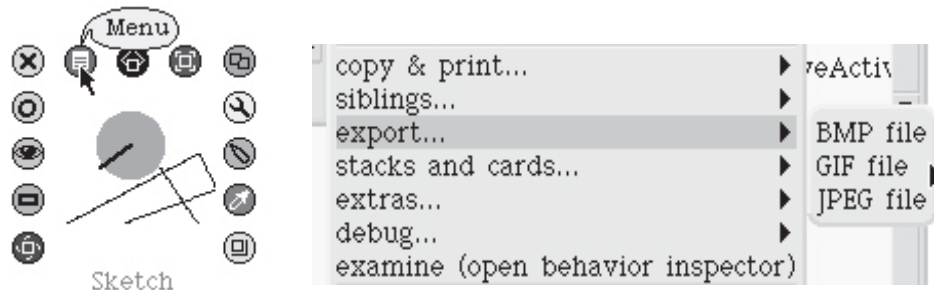 Menu
Sketch
copy & print...
siblings...
export...
stacks and cards...
extras...
debug...
examine (open behavior inspector)
BMP file
GIF file
JPEG file